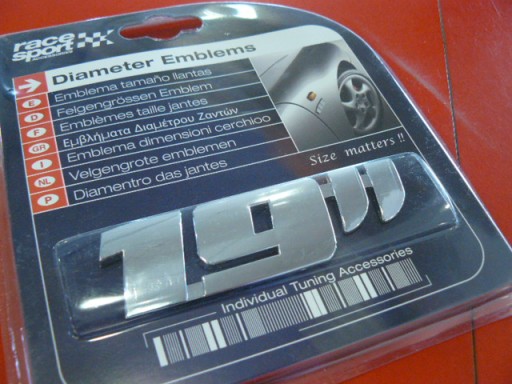 race
sport
Diameter Emblems
E Emblema tamaño llantas
D Felgengrössen Emblem
F Emblèmes taille jantes
GR Εμβλήματα Διαμέτρου Ζαντών
I Emblema dimensioni cerchioo
NL Velgengrote emblemen
P Diamentro das jantes
Size matters !!
19"
Individual Tuning Accessories